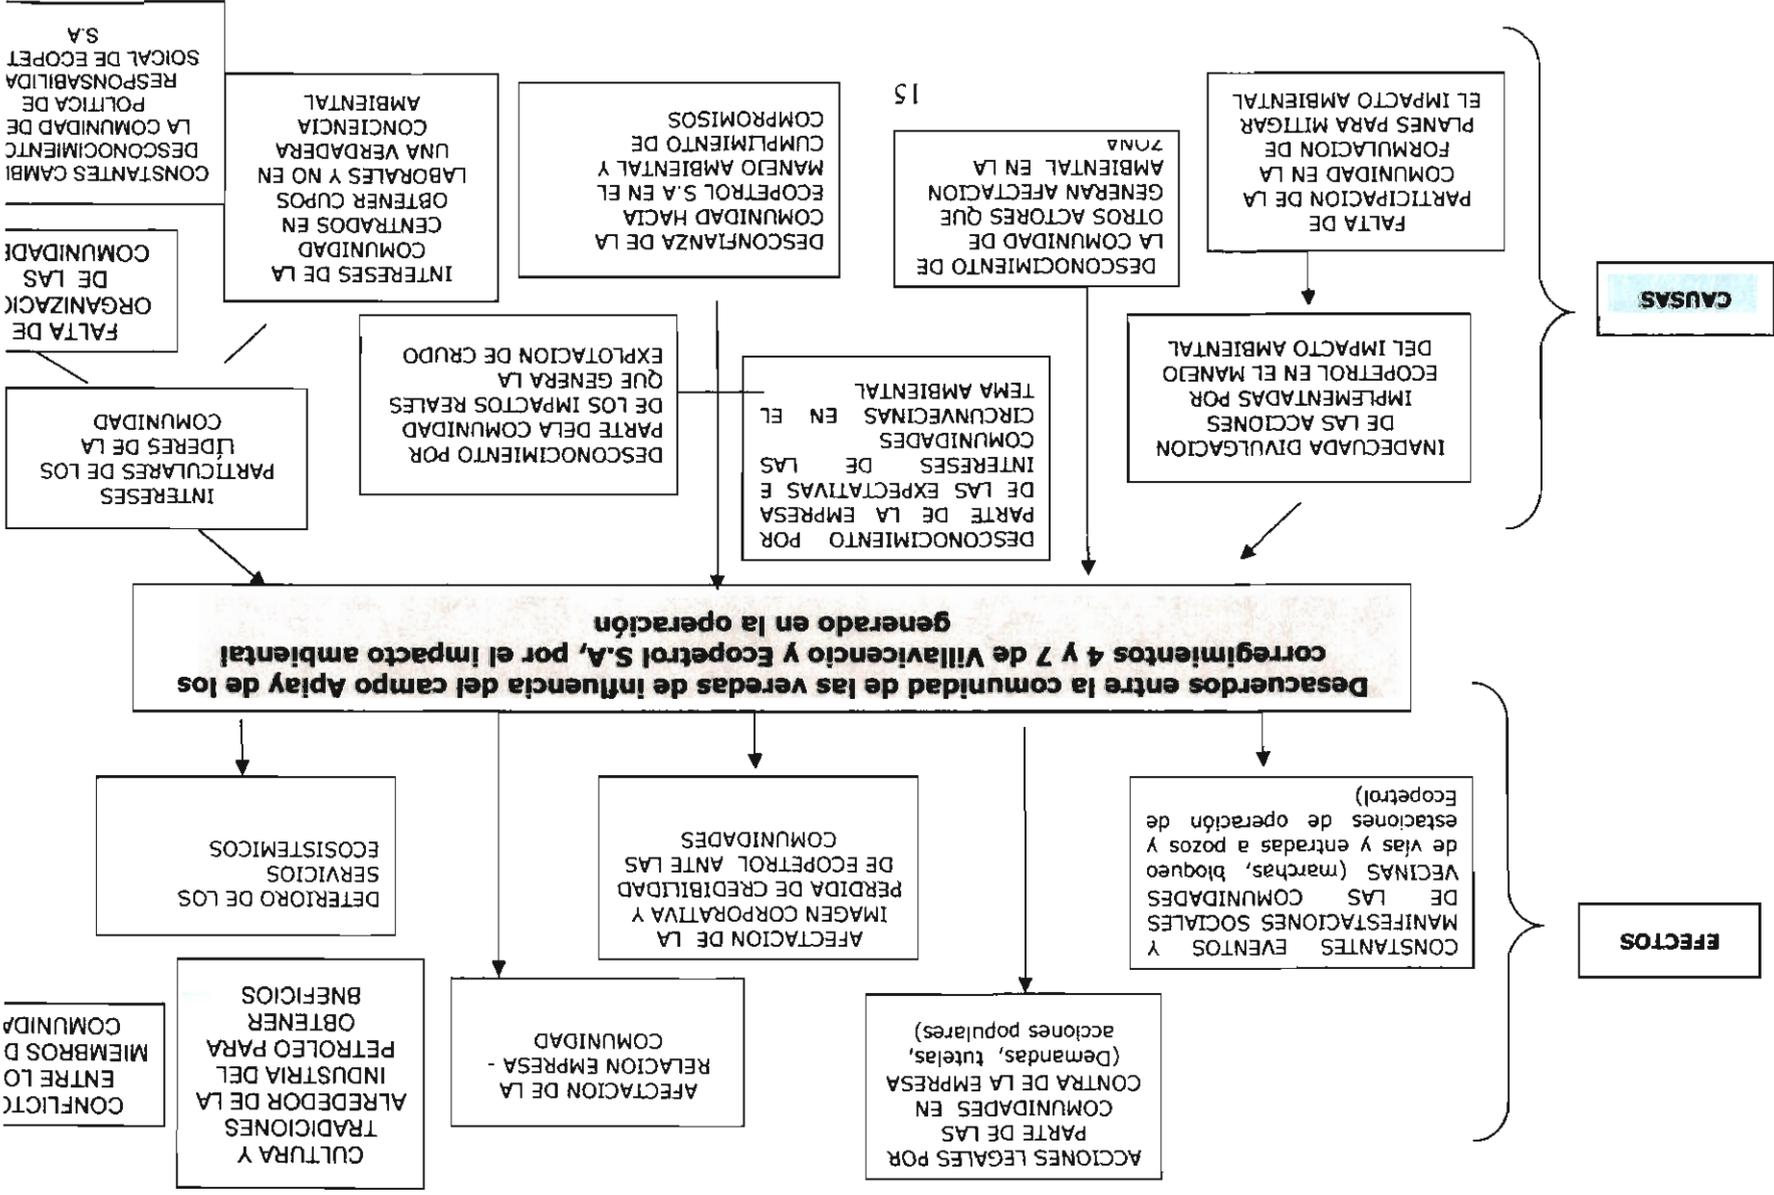 EFECTOS
ACCIONES LEGALES POR
PARTE DE LAS
COMUNIDADES EN
CONTRA DE LA EMPRESA
(Demandas, tutelas,
acciones populares)
AFECTACION DE LA
RELACION EMPRESA -
COMUNIDAD
CULTURA Y
TRADICIONES
ALREDEDOR DE LA
INDUSTRIA DEL
PETROLEO PARA
OBTENER
BNEFICIOS
CONFLICTO
ENTRE LO
MIEMBROS D
COMUNIDA
CONSTANTES EVENTOS Y
MANIFESTACIONES SOCIALES
DE LAS COMUNIDADES
VECINAS (marchas, bloqueo
de vías y entradas a pozos y
estaciones de operación de
Ecopetrol)
AFECTACION DE LA
IMAGEN CORPORATIVA Y
PERDIDA DE CREDIBILIDAD
DE ECOPETROL ANTE LAS
COMUNIDADES
DETERIORO DE LOS
SERVICIOS
ECOSISTEMICOS
Desacuerdos entre la comunidad de las veredas de influencia del campo Apiay de los
corregimientos 4 y 7 de Villavicencio y Ecopetrol S.A, por el impacto ambiental
generado en la operación
CAUSAS
INADECUADA DIVULGACION
DE LAS ACCIONES
IMPLEMENTADAS POR
ECOPETROL EN EL MANEJO
DEL IMPACTO AMBIENTAL
DESCONOCIMIENTO POR
PARTE DE LA EMPRESA
DE LAS EXPECTATIVAS E
INTERESES DE LAS
COMUNIDADES
CIRCUNVECINAS EN EL
TEMA AMBIENTAL
DESCONOCIMIENTO POR
PARTE DELA COMUNIDAD
DE LOS IMPACTOS REALES
QUE GENERA LA
EXPLOTACION DE CRUDO
INTERESES
PARTICULARES DE LOS
LÍDERES DE LA
COMUNIDAD
FALTA DE
PARTICIPACION DE LA
COMUNIDAD EN LA
FORMULACION DE
PLANES PARA MITIGAR
EL IMPACTO AMBIENTAL
DESCONOCIMIENTO DE
LA COMUNIDAD DE
OTROS ACTORES QUE
GENERAN AFECTACION
AMBIENTAL EN LA
ZONA
DESCONFIANZA DE LA
COMUNIDAD HACIA
ECOPETROL S.A EN EL
MANEJO AMBIENTAL Y
CUMPLIMIENTO DE
COMPROMISOS
INTERESES DE LA
COMUNIDAD
CENTRADOS EN
OBTENER CUPOS
LABORALES Y NO EN
UNA VERDADERA
CONCIENCIA
AMBIENTAL
FALTA DE
ORGANIZACIO
DE LAS
COMUNIDADE
CONSTANTES CAMBI
DESCONOCIMIENTO
LA COMUNIDAD DE
POLITICA DE
RESPONSABILIDA
SOICAL DE ECOPET
S.A
15